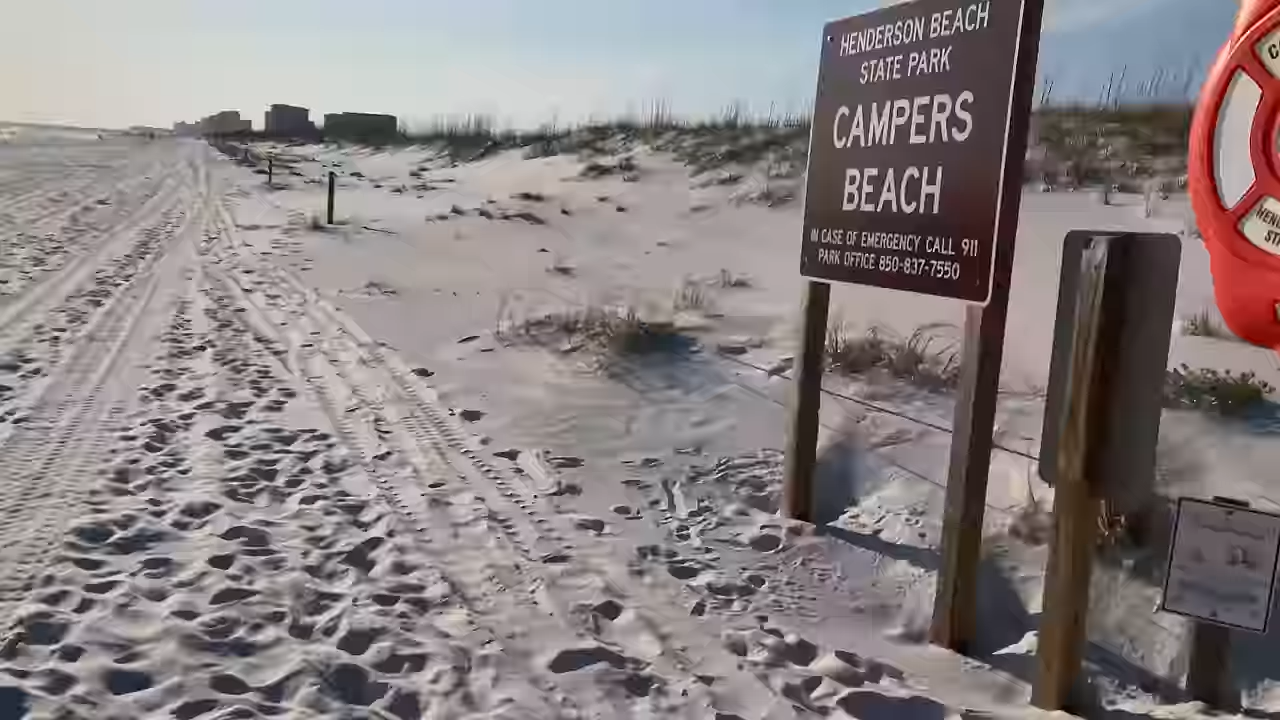 HENDERSON BEACH
STATE PARK
CAMPERS
BEACH
IN CASE OF EMERGENCY CALL 911
PARK OFFICE 850-837-7550